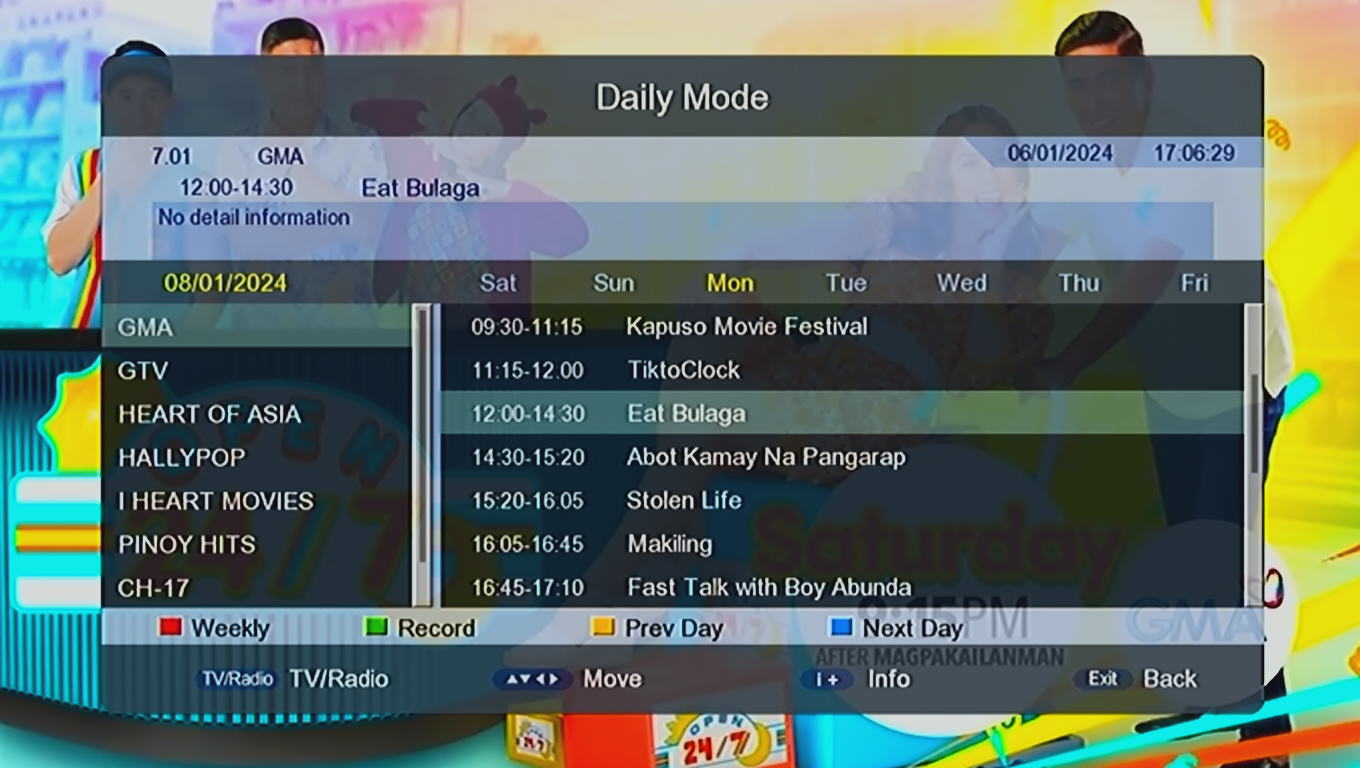 Daily Mode
7.01 GMA 06/01/2024 17:06:29
12:00-14:30 Eat Bulaga
No detail information
08/01/2024 Sat Sun Mon Tue Wed Thu Fri
GMA 09:30-11:15 Kapuso Movie Festival
GTV 11:15-12:00 TiktoClock
HEART OF ASIA 12:00-14:30 Eat Bulaga
HALLYPOP 14:30-15:20 Abot Kamay Na Pangarap
I HEART MOVIES 15:20-16:05 Stolen Life
PINOY HITS 16:05-16:45 Makiling
CH-17 16:45-17:10 Fast Talk with Boy Abunda
Weekly Record Prev Day Next Day
TV/Radio TV/Radio Move i+ Info Exit Back
OPEN
24/7
Saturday
9:15PM
AFTER MAGPAKAILANMAN
GMA
OPEN
24/7
24/7